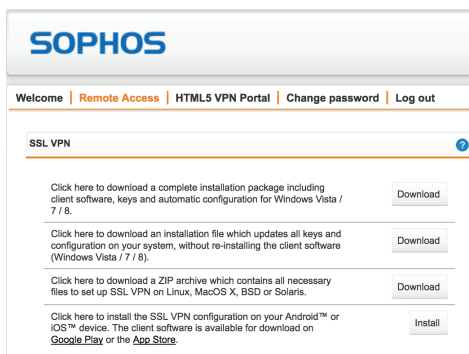 SOPHOS
Welcome | Remote Access | HTML5 VPN Portal | Change password | Log out
SSL VPN ?
Click here to download a complete installation package including
client software, keys and automatic configuration for Windows Vista / Download
7 / 8.
Click here to download an installation file which updates all keys and
configuration on your system, without re-installing the client software Download
(Windows Vista / 7 / 8).
Click here to download a ZIP archive which contains all necessary Download
files to set up SSL VPN on Linux, MacOS X, BSD or Solaris.
Click here to install the SSL VPN configuration on your Android™ or
iOS™ device. The client software is available for download on Install
Google Play or the App Store.